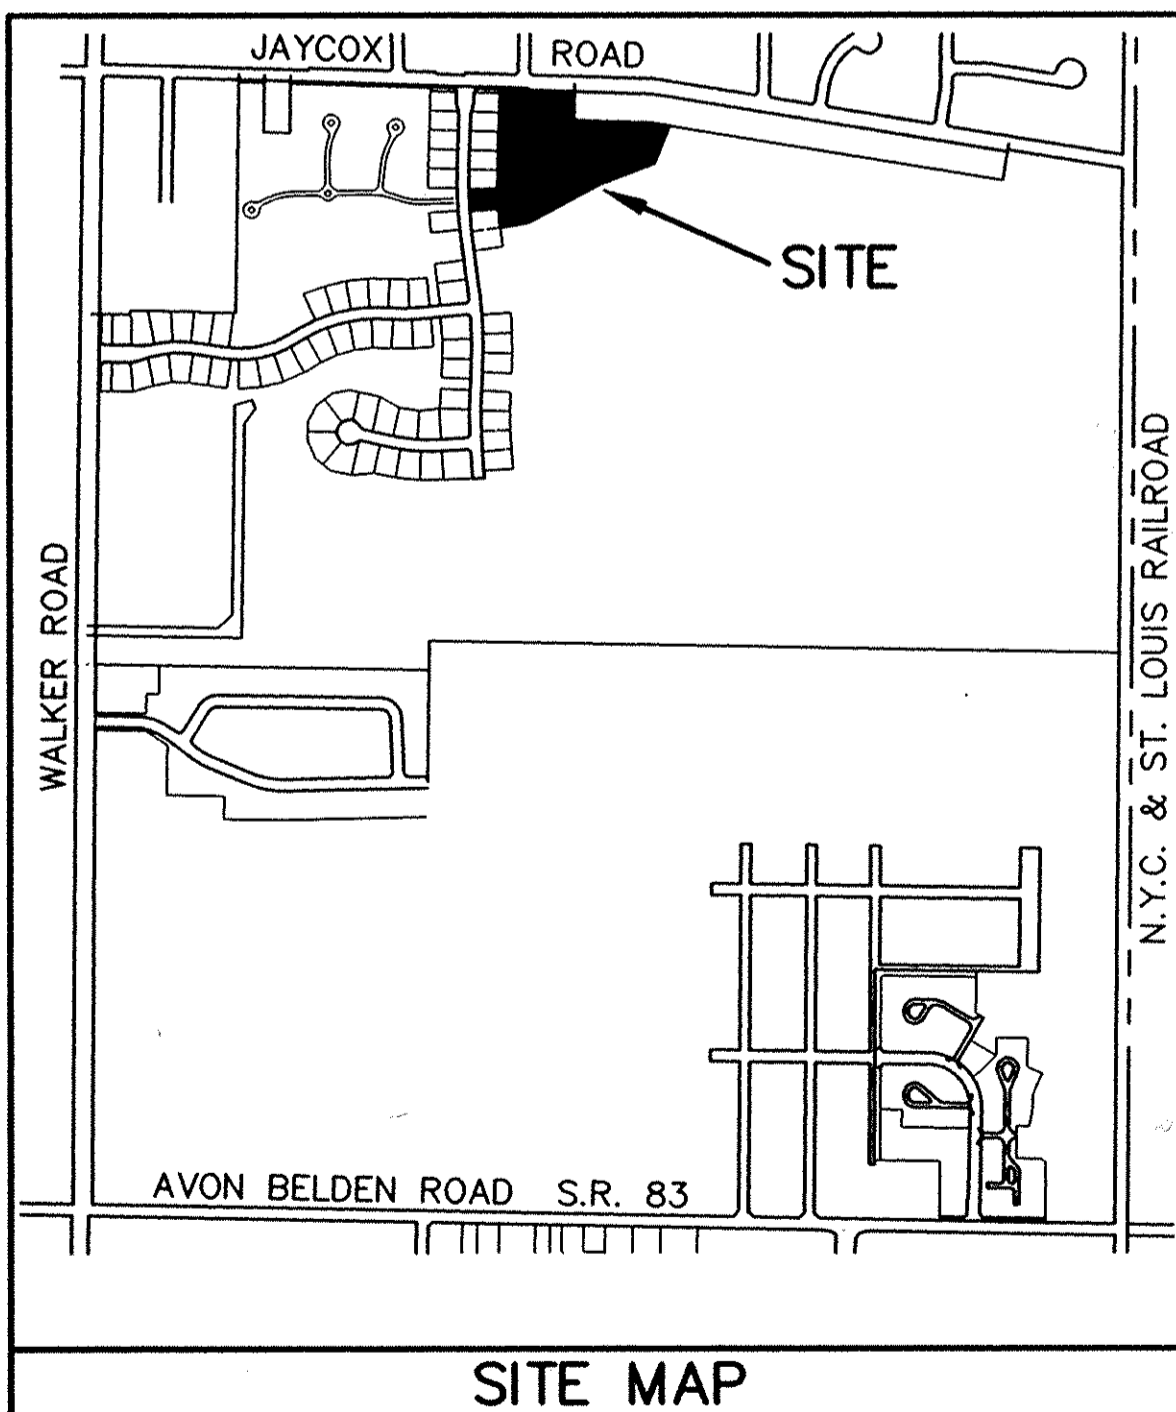 JAYCOX ROAD
SITE
WALKER ROAD
N.Y.C. & ST. LOUIS RAILROAD
AVON BELDEN ROAD S.R. 83
SITE MAP